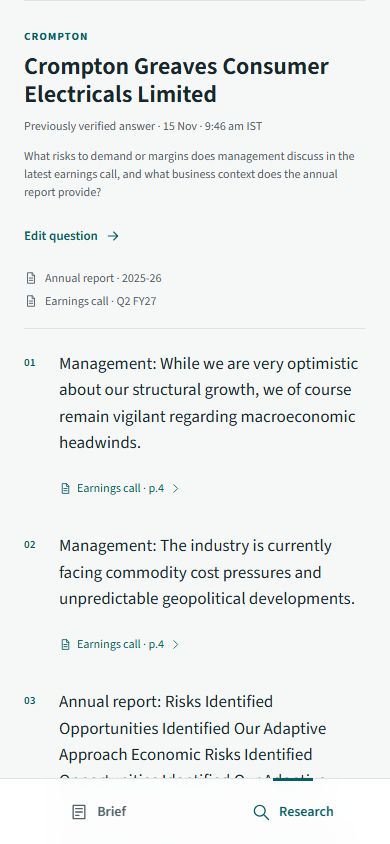 CROMPTON
Crompton Greaves Consumer
Electricals Limited
Previously verified answer · 15 Nov · 9:46 am IST
What risks to demand or margins does management discuss in the
latest earnings call, and what business context does the annual
report provide?
Edit question →
Annual report · 2025-26
Earnings call · Q2 FY27
01 Management: While we are very optimistic
about our structural growth, we of course
remain vigilant regarding macroeconomic
headwinds.
Earnings call · p.4
02 Management: The industry is currently
facing commodity cost pressures and
unpredictable geopolitical developments.
Earnings call · p.4
03 Annual report: Risks Identified
Opportunities Identified Our Adaptive
Approach Economic Risks Identified
Opportunities Identified Our Adaptive
Brief
Research